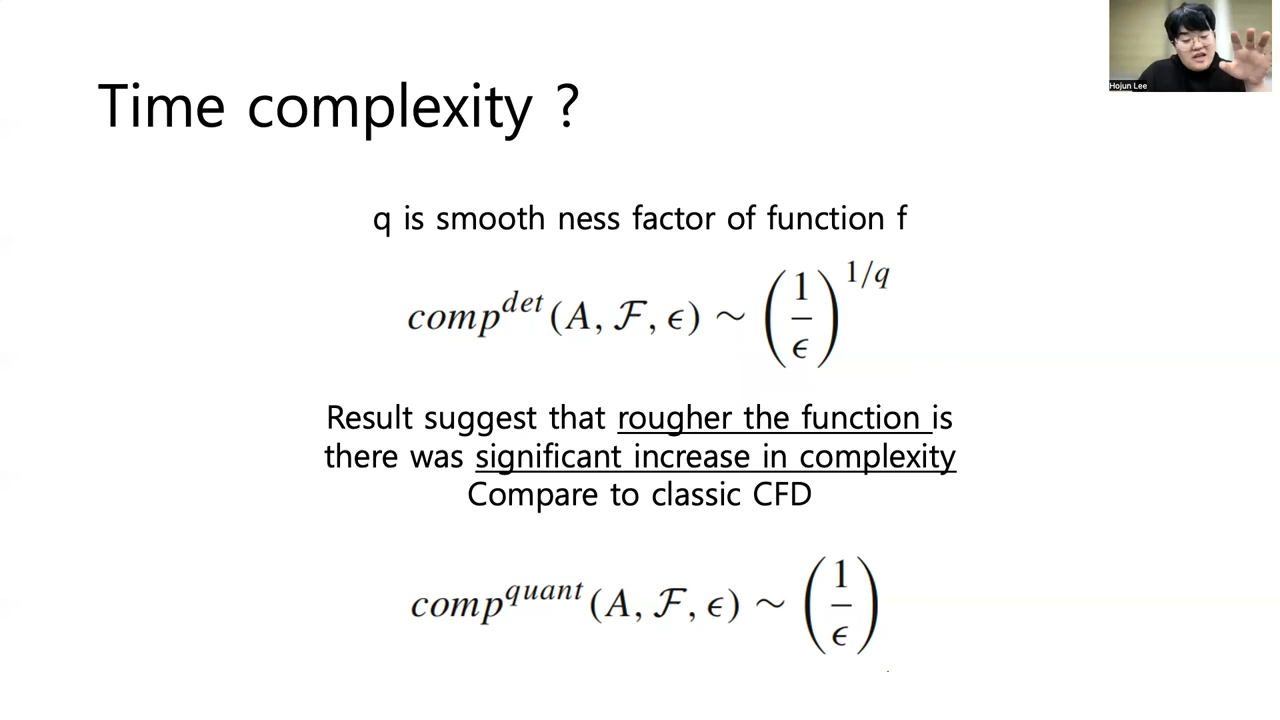 Hojun Lee
Time complexity ?
q is smooth ness factor of function f
comp^{det}(A, ℱ, ϵ) ∼ (1/ϵ)^{1/q}
Result suggest that rougher the function is
there was significant increase in complexity
Compare to classic CFD
comp^{quant}(A, ℱ, ϵ) ∼ (1/ϵ)